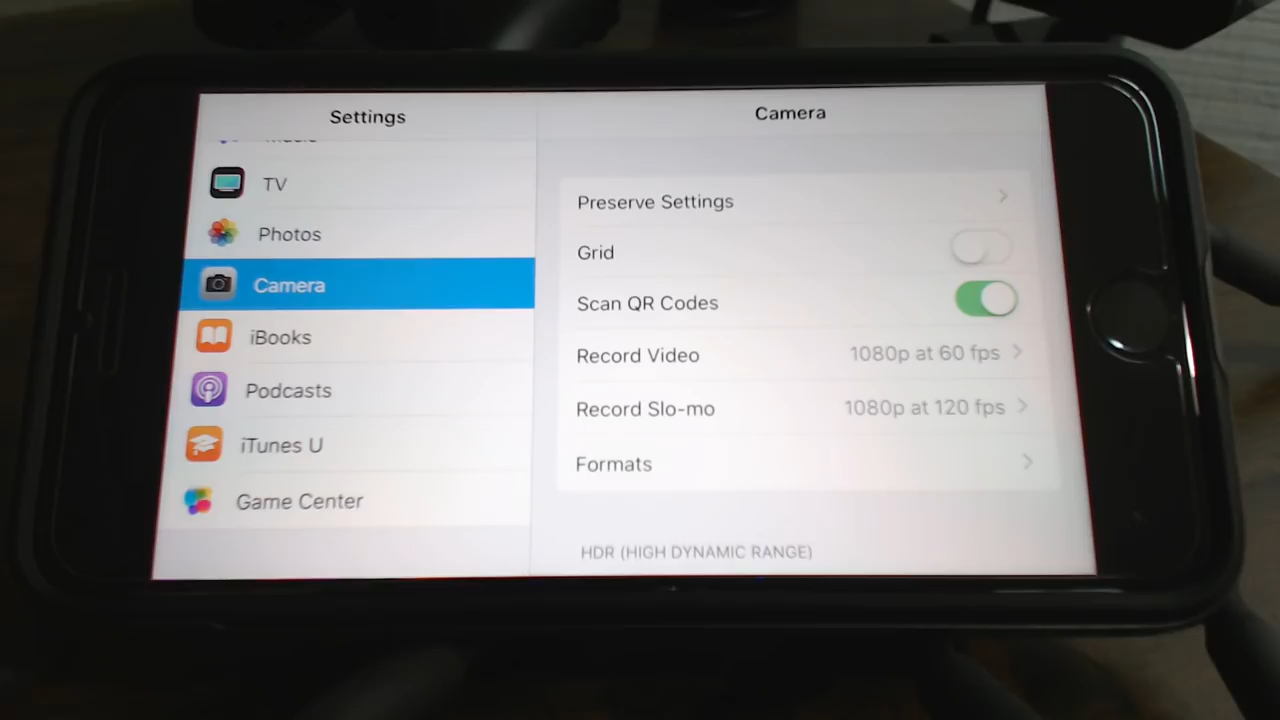 Settings
TV
Photos
Camera
iBooks
Podcasts
iTunes U
Game Center
Camera
Preserve Settings
Grid
Scan QR Codes
Record Video 1080p at 60 fps
Record Slo-mo 1080p at 120 fps
Formats
HDR (HIGH DYNAMIC RANGE)